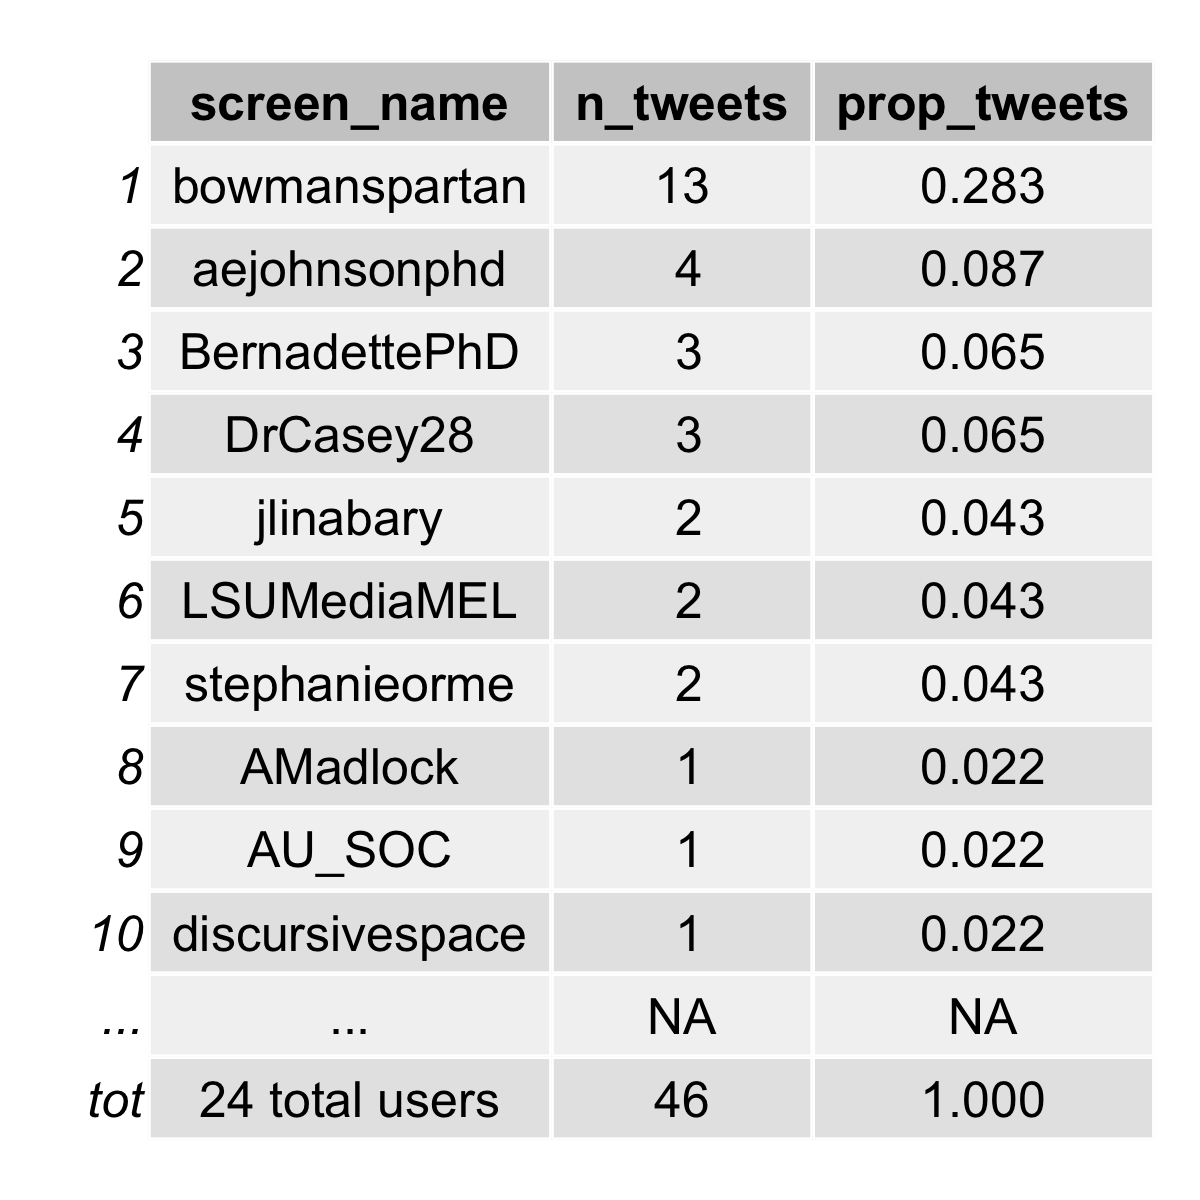 screen_name n_tweets prop_tweets
1 bowmanspartan 13 0.283
2 aejohnsonphd 4 0.087
3 BernadettePhD 3 0.065
4 DrCasey28 3 0.065
5 jlinabary 2 0.043
6 LSUMediaMEL 2 0.043
7 stephanieorme 2 0.043
8 AMadlock 1 0.022
9 AU_SOC 1 0.022
10 discursivespace 1 0.022
... ... NA NA
tot 24 total users 46 1.000